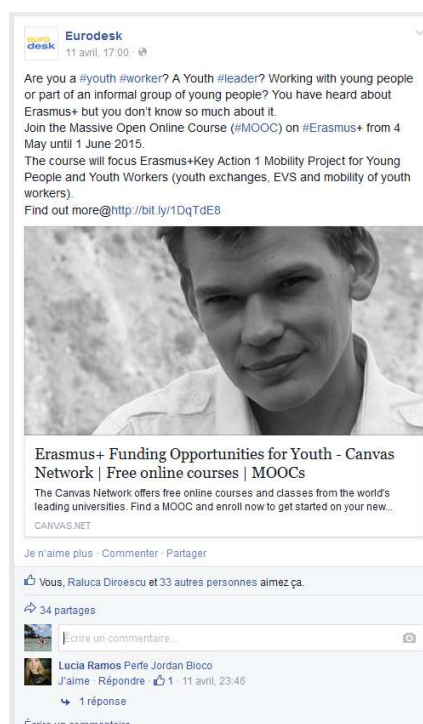 euro
desk
Eurodesk
11 avril, 17:00 ·
Are you a #youth #worker? A Youth #leader? Working with young people
or part of an informal group of young people? You have heard about
Erasmus+ but you don't know so much about it.
Join the Massive Open Online Course (#MOOC) on #Erasmus+ from 4
May until 1 June 2015.
The course will focus Erasmus+Key Action 1 Mobility Project for Young
People and Youth Workers (youth exchanges, EVS and mobility of youth
workers).
Find out more@http://bit.ly/1DqTdE8
Erasmus+ Funding Opportunities for Youth - Canvas
Network | Free online courses | MOOCs
The Canvas Network offers free online courses and classes from the world's
leading universities. Find a MOOC and enroll now to get started on your new...
CANVAS.NET
Je n'aime plus · Commenter · Partager
Vous, Raluca Diroescu et 33 autres personnes aimez ça.
34 partages
Écrire un commentaire...
Lucia Ramos Perfe Jordan Bioco
J'aime · Répondre · 1 · 11 avril, 23:46
1 réponse
Écrire un commentaire